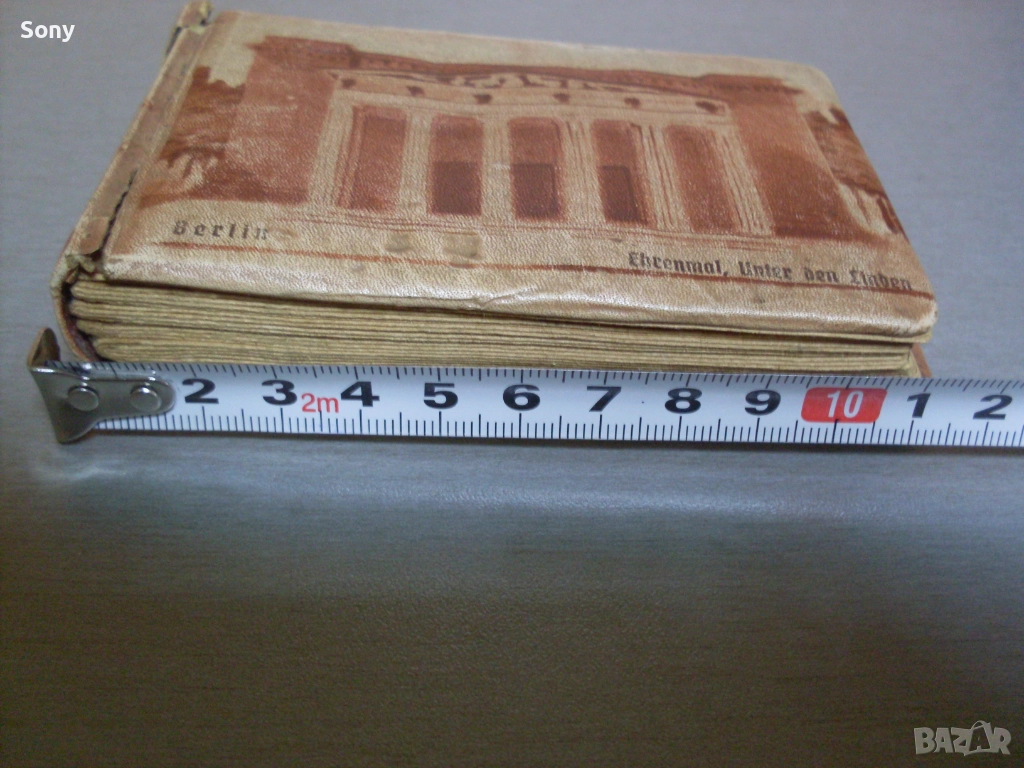 Sony
Berlin
Ehrenmal, Unter den Linden
2 3 4 5 6 7 8 9 10 1 2
2m
BAZAR